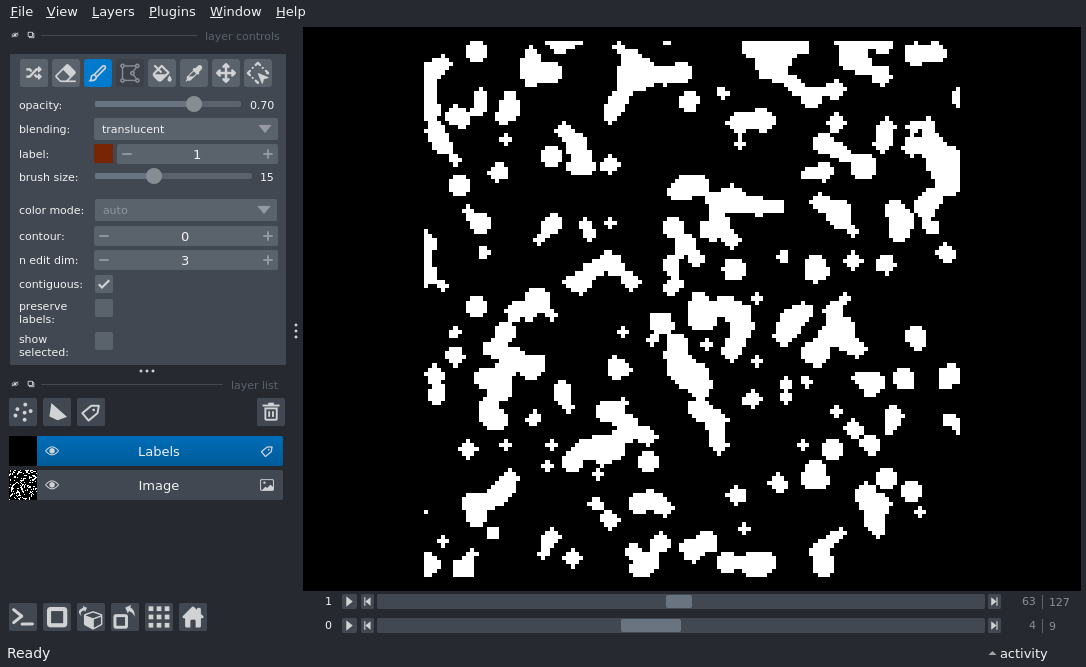 File View Layers Plugins Window Help
layer controls
opacity: 0.70
blending: translucent
label: 1
brush size: 15
color mode: auto
contour: 0
n edit dim: 3
contiguous:
preserve
labels:
show
selected:
layer list
Labels
Image
1 63 127
0 4 9
Ready activity